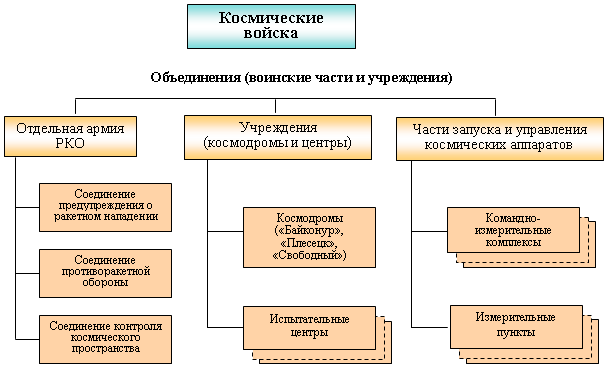 Космические
войска
Объединения (воинские части и учреждения)
Отдельная армия
РКО
Учреждения
(космодромы и центры)
Части запуска и управления
космических аппаратов
Соединение
предупреждения о
ракетном нападении
Космодромы
(«Байконур»,
«Плесецк»,
«Свободный»)
Командно-
измерительные
комплексы
Соединение
противоракетной
обороны
Соединение контроля
космического
пространства
Испытательные
центры
Измерительные
пункты